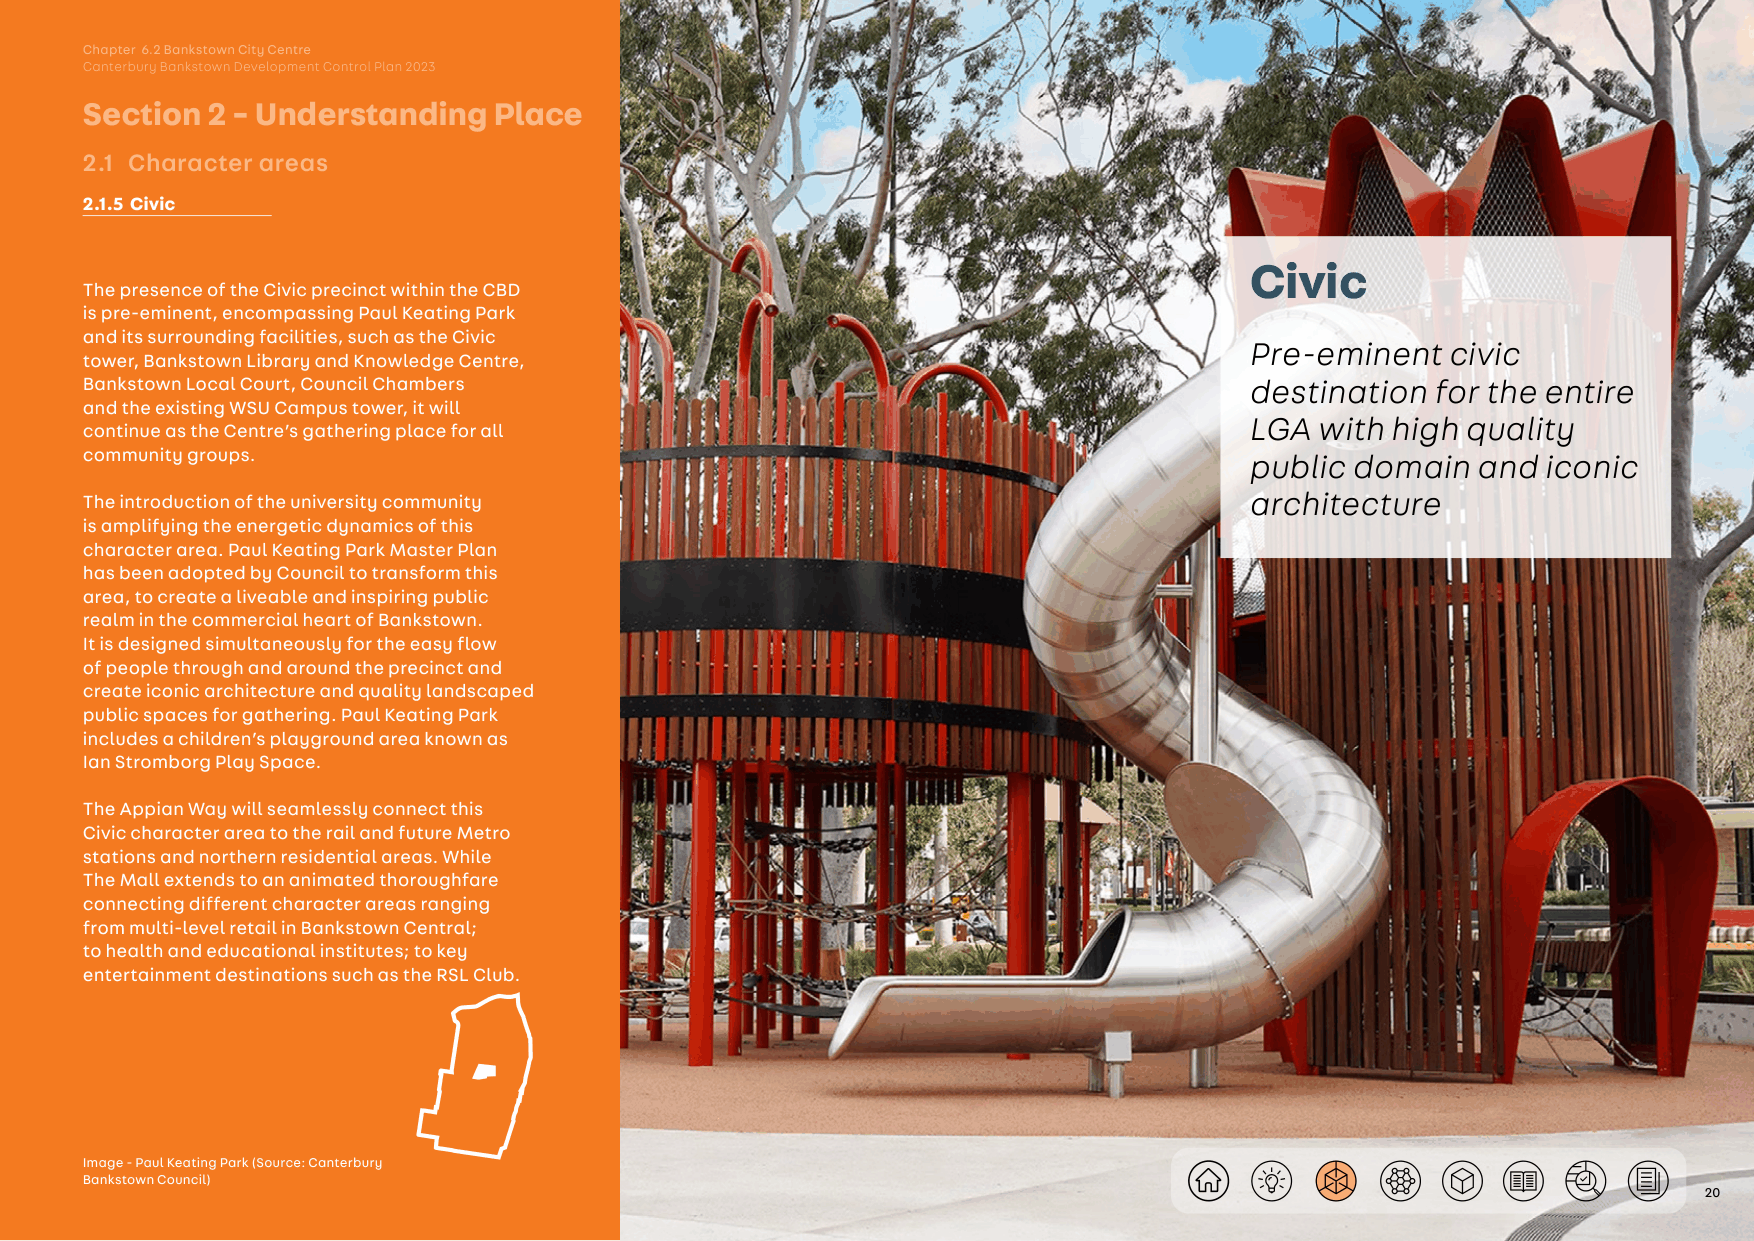 Chapter 6.2 Bankstown City Centre
Canterbury Bankstown Development Control Plan 2023
Section 2 – Understanding Place
2.1 Character areas
2.1.5 Civic
The presence of the Civic precinct within the CBD
is pre-eminent, encompassing Paul Keating Park
and its surrounding facilities, such as the Civic
tower, Bankstown Library and Knowledge Centre,
Bankstown Local Court, Council Chambers
and the existing WSU Campus tower, it will
continue as the Centre's gathering place for all
community groups.
The introduction of the university community
is amplifying the energetic dynamics of this
character area. Paul Keating Park Master Plan
has been adopted by Council to transform this
area, to create a liveable and inspiring public
realm in the commercial heart of Bankstown.
It is designed simultaneously for the easy flow
of people through and around the precinct and
create iconic architecture and quality landscaped
public spaces for gathering. Paul Keating Park
includes a children's playground area known as
Ian Stromborg Play Space.
The Appian Way will seamlessly connect this
Civic character area to the rail and future Metro
stations and northern residential areas. While
The Mall extends to an animated thoroughfare
connecting different character areas ranging
from multi-level retail in Bankstown Central;
to health and educational institutes; to key
entertainment destinations such as the RSL Club.
Image - Paul Keating Park (Source: Canterbury
Bankstown Council)
Civic
Pre-eminent civic
destination for the entire
LGA with high quality
public domain and iconic
architecture
20